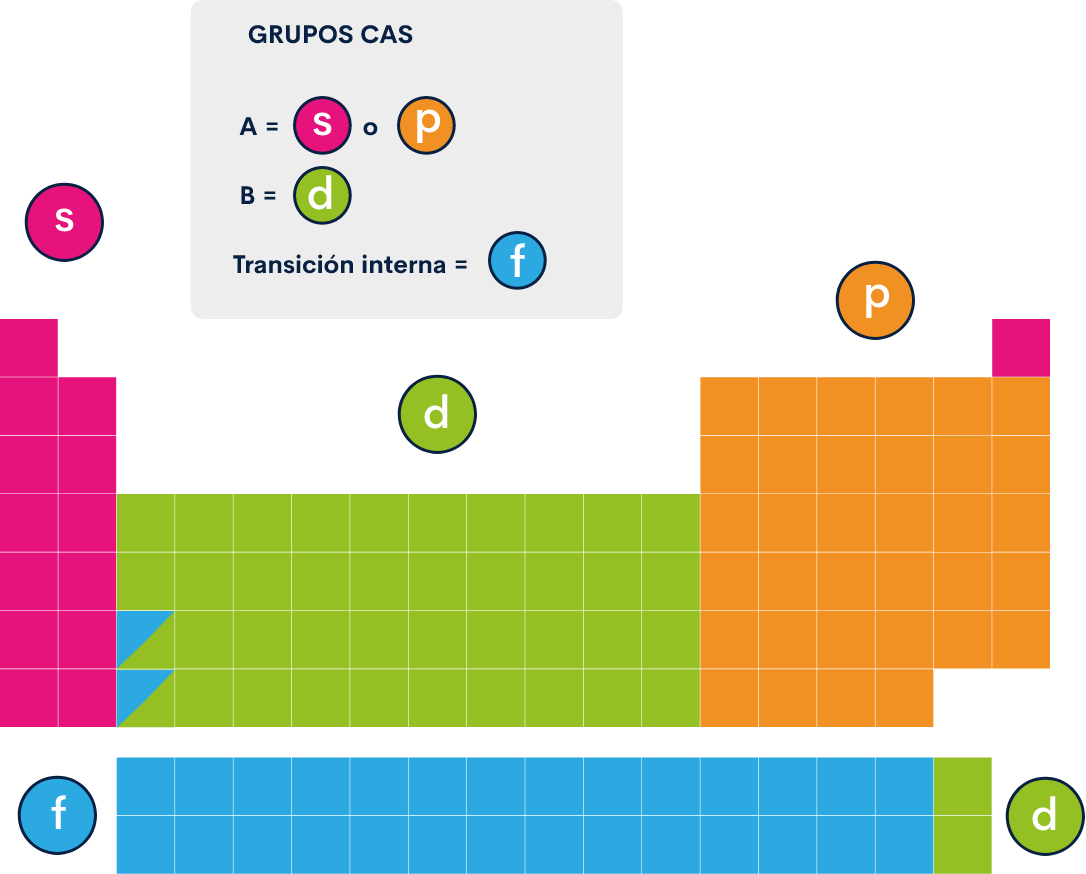 GRUPOS CAS
A = s o p
B = d
Transición interna = f
s
p
d
f
d